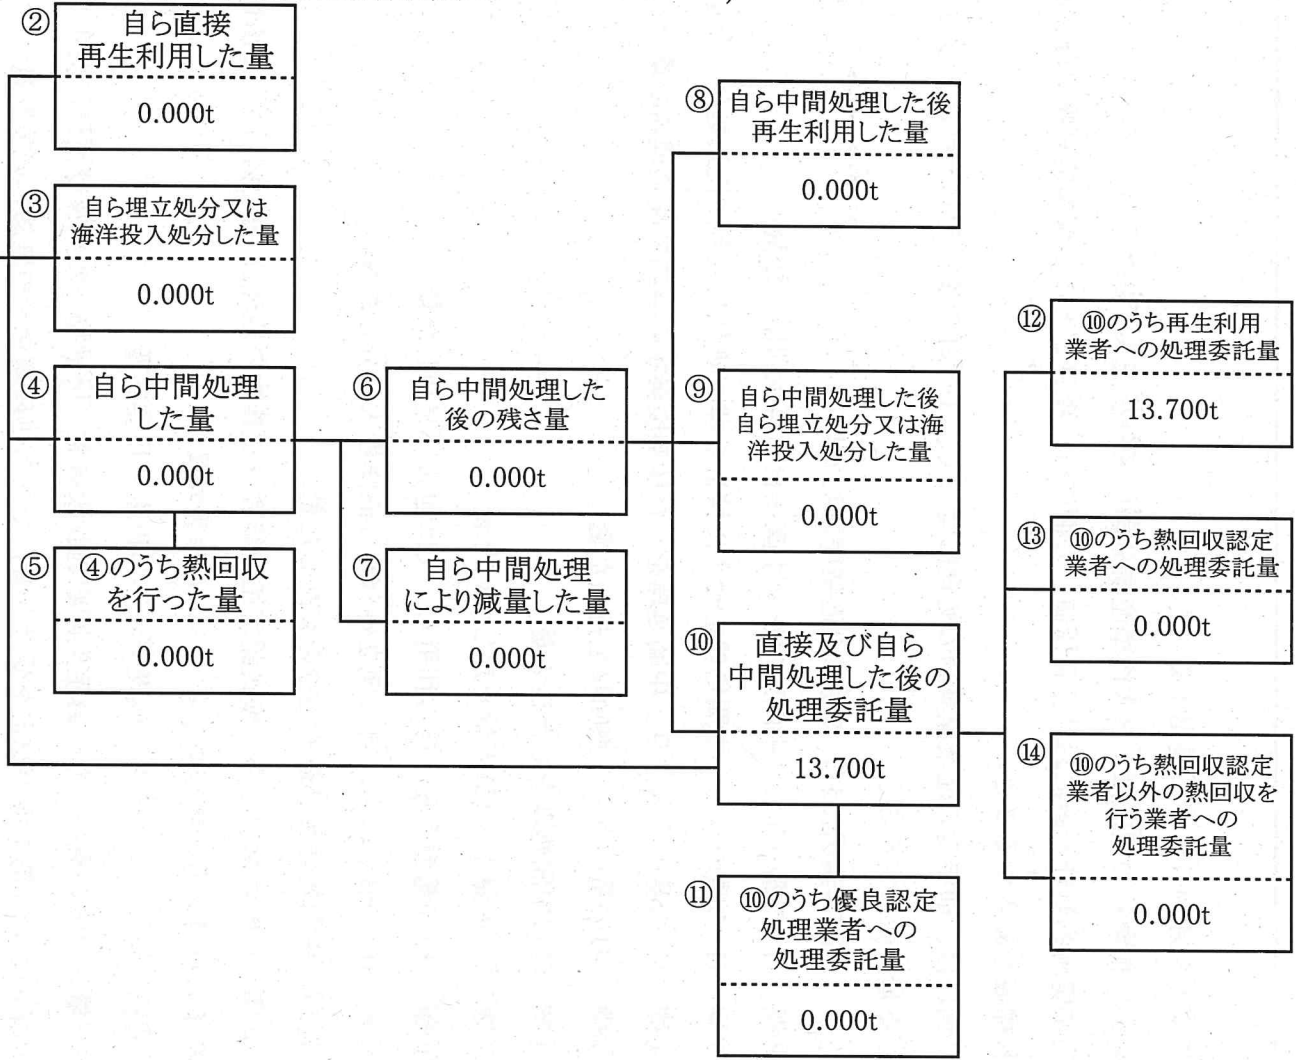 ②
自ら直接
再生利用した量
0.000t
③
自ら埋立処分又は
海洋投入処分した量
0.000t
④
自ら中間処理
した量
0.000t
⑤
④のうち熱回収
を行った量
0.000t
⑥
自ら中間処理した
後の残さ量
0.000t
⑦
自ら中間処理
により減量した量
0.000t
⑧
自ら中間処理した後
再生利用した量
0.000t
⑨
自ら中間処理した後
自ら埋立処分又は海
洋投入処分した量
0.000t
⑩
直接及び自ら
中間処理した後の
処理委託量
13.700t
⑪
⑩のうち優良認定
処理業者への
処理委託量
0.000t
⑫
⑩のうち再生利用
業者への処理委託量
13.700t
⑬
⑩のうち熱回収認定
業者への処理委託量
0.000t
⑭
⑩のうち熱回収認定
業者以外の熱回収を
行う業者への
処理委託量
0.000t